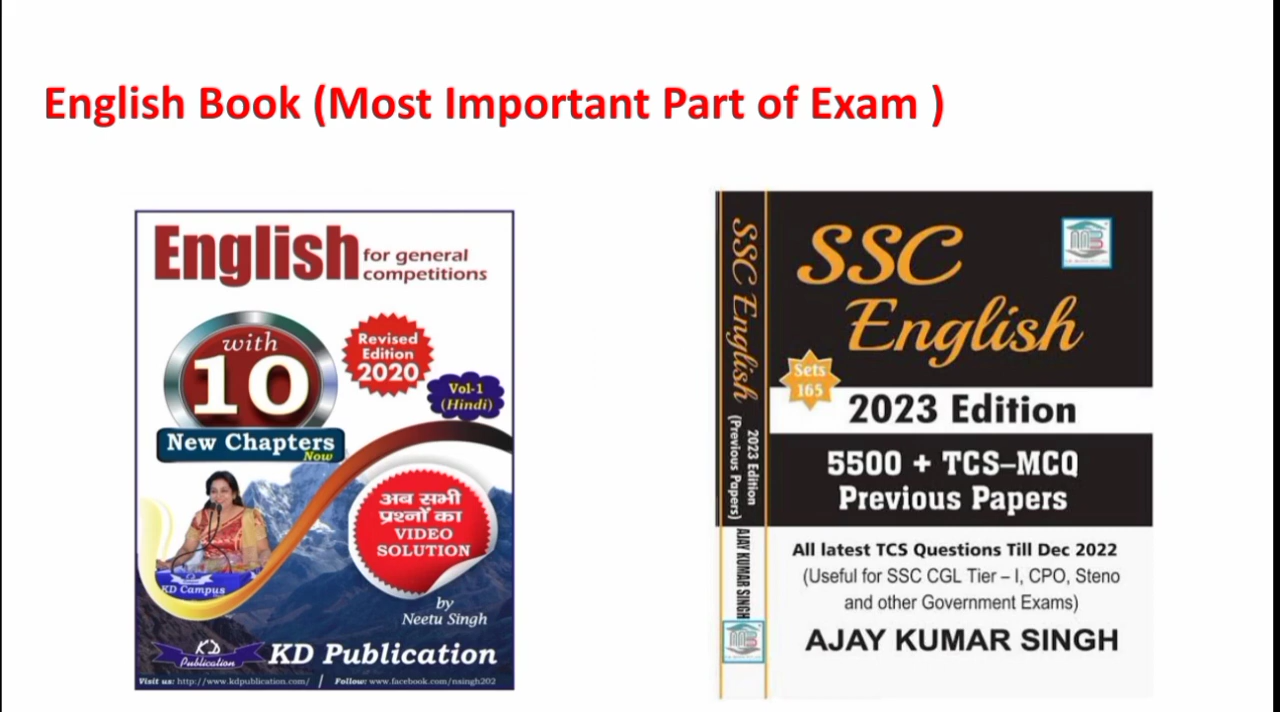 English Book (Most Important Part of Exam )
English for general
competitions
with
10
New Chapters
Now
Revised
Edition
2020
Vol-1
(Hindi)
अब सभी
प्रश्नों का
VIDEO
SOLUTION
KD Campus
by
Neetu Singh
KD
Publication
KD Publication
Visit us: http://www.kdpublication.com/ / Follow: www.facebook.com/nsingh202
SSC English
2023 Edition
(Previous Papers)
AJAY KUMAR SINGH
SSC
English
Sets
165
2023 Edition
5500 + TCS–MCQ
Previous Papers
All latest TCS Questions Till Dec 2022
(Useful for SSC CGL Tier – I, CPO, Steno
and other Government Exams)
AJAY KUMAR SINGH